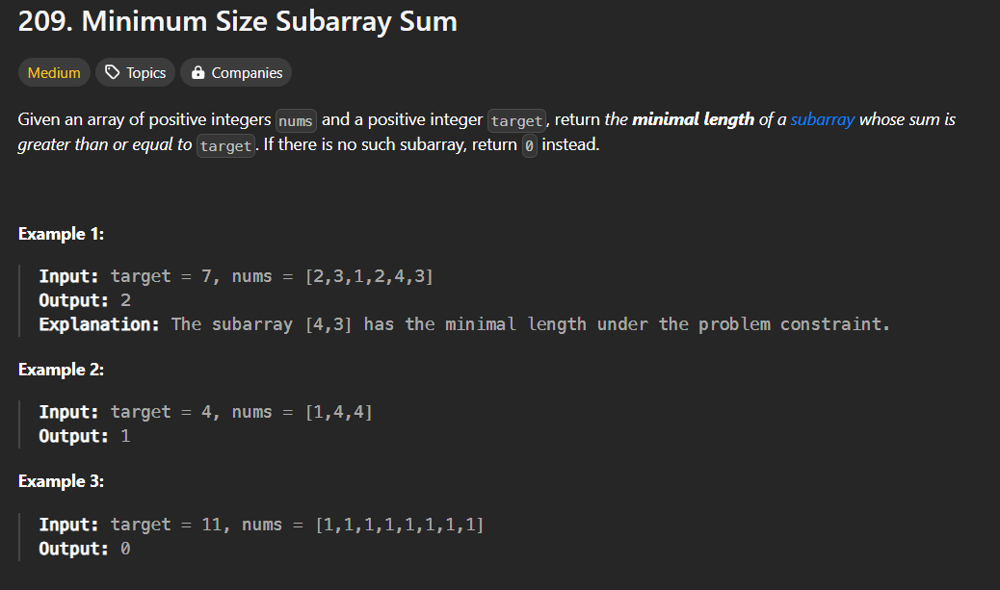 209. Minimum Size Subarray Sum
Medium Topics Companies
Given an array of positive integers nums and a positive integer target, return the minimal length of a subarray whose sum is
greater than or equal to target. If there is no such subarray, return 0 instead.
Example 1:
Input: target = 7, nums = [2,3,1,2,4,3]
Output: 2
Explanation: The subarray [4,3] has the minimal length under the problem constraint.
Example 2:
Input: target = 4, nums = [1,4,4]
Output: 1
Example 3:
Input: target = 11, nums = [1,1,1,1,1,1,1,1]
Output: 0